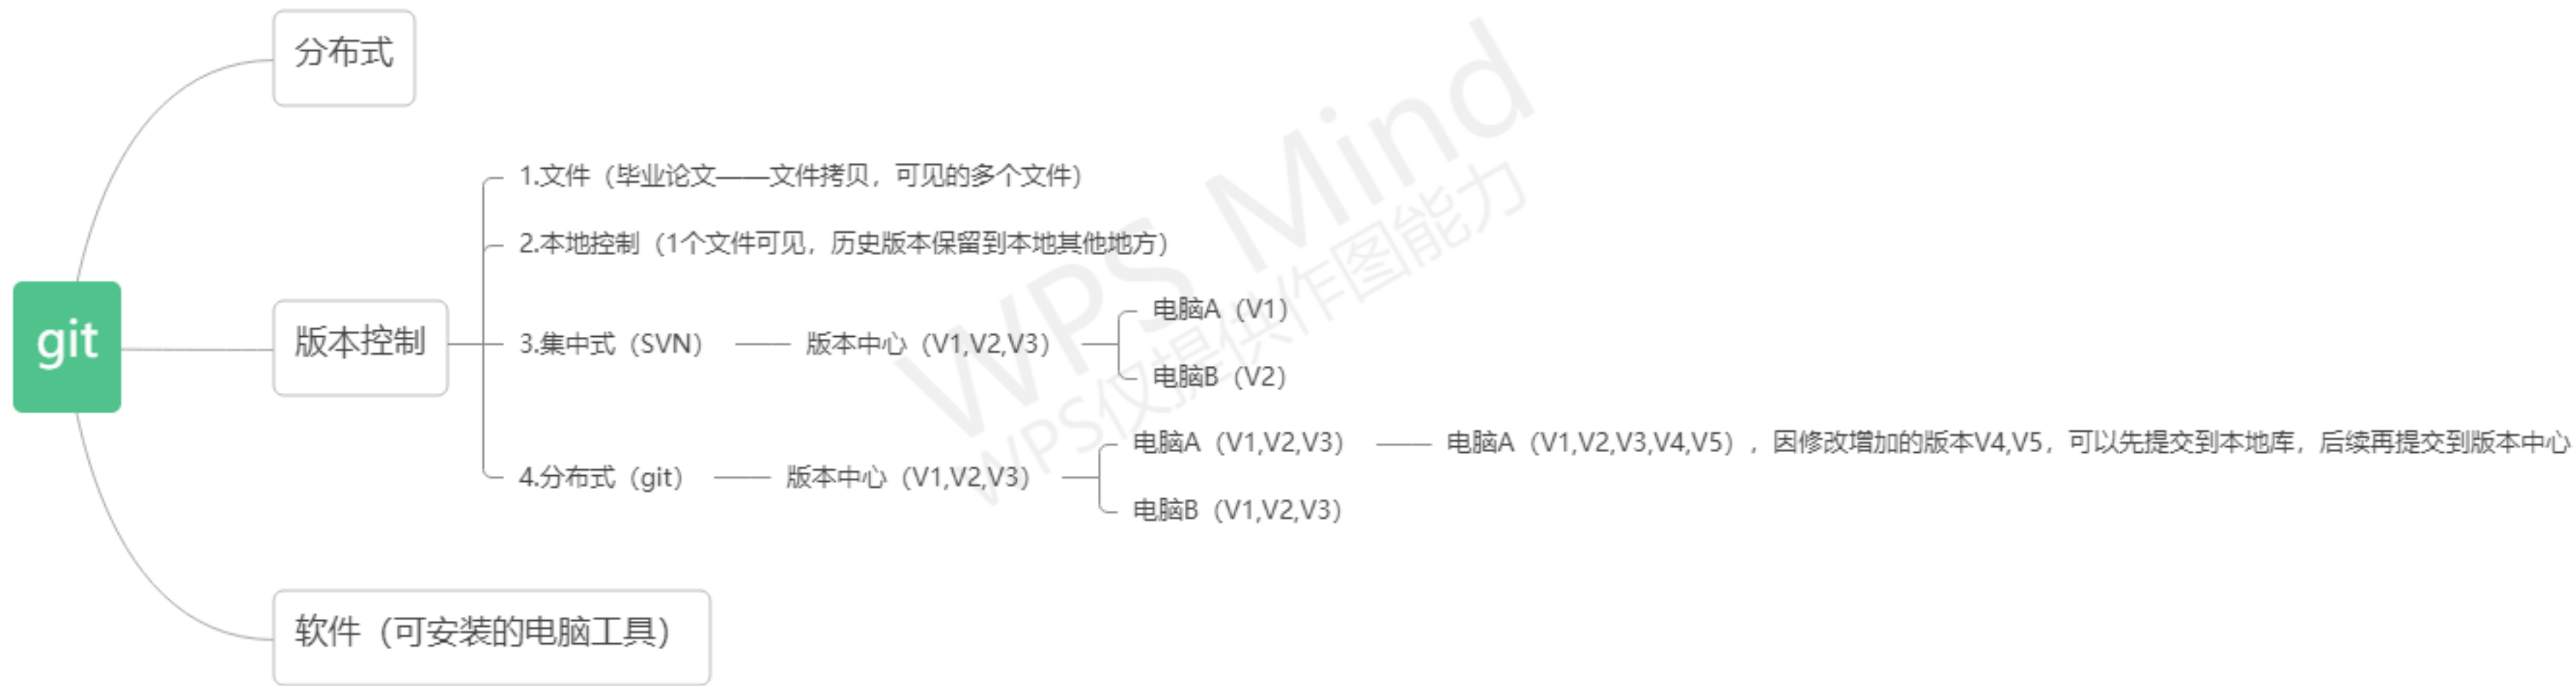 分布式
1.文件（毕业论文——文件拷贝，可见的多个文件）
2.本地控制（1个文件可见，历史版本保留到本地其他地方）
git
版本控制
3.集中式（SVN）
版本中心（V1,V2,V3）
电脑A（V1）
电脑B（V2）
4.分布式（git）
版本中心（V1,V2,V3）
电脑A（V1,V2,V3）
电脑A（V1,V2,V3,V4,V5），因修改增加的版本V4,V5，可以先提交到本地库，后续再提交到版本中心
电脑B（V1,V2,V3）
软件（可安装的电脑工具）
WPS Mind
WPS仅提供作图能力